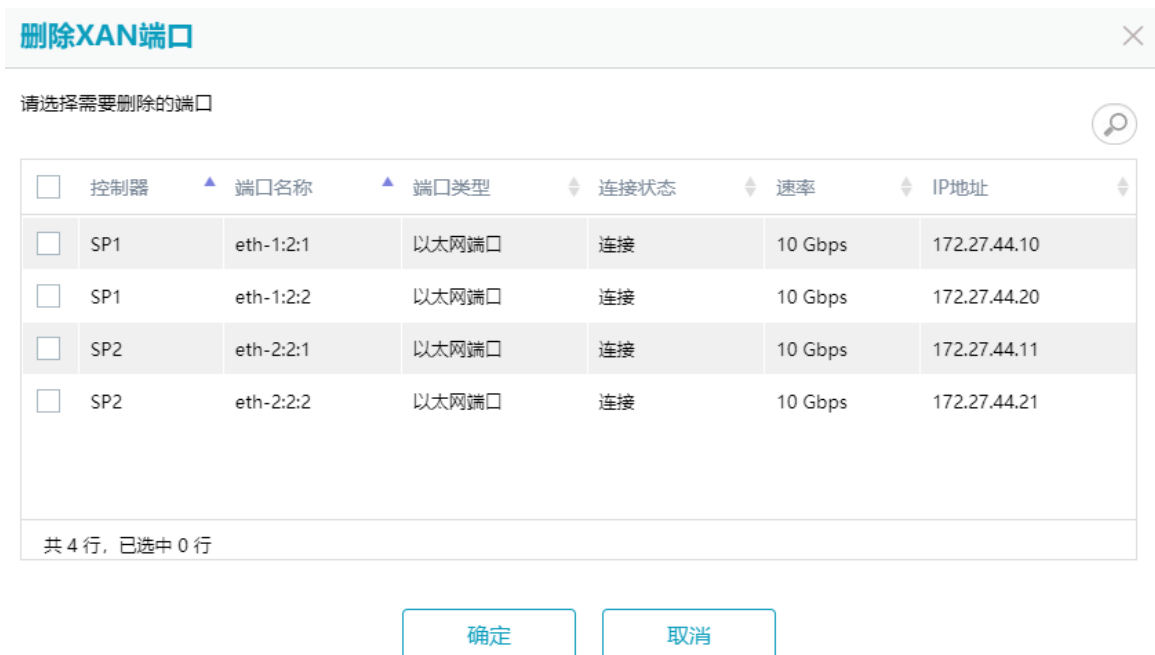 删除XAN端口
请选择需要删除的端口
控制器 端口名称 端口类型 连接状态 速率 IP地址
SP1 eth-1:2:1 以太网端口 连接 10 Gbps 172.27.44.10
SP1 eth-1:2:2 以太网端口 连接 10 Gbps 172.27.44.20
SP2 eth-2:2:1 以太网端口 连接 10 Gbps 172.27.44.11
SP2 eth-2:2:2 以太网端口 连接 10 Gbps 172.27.44.21
共 4 行, 已选中 0 行
确定 取消